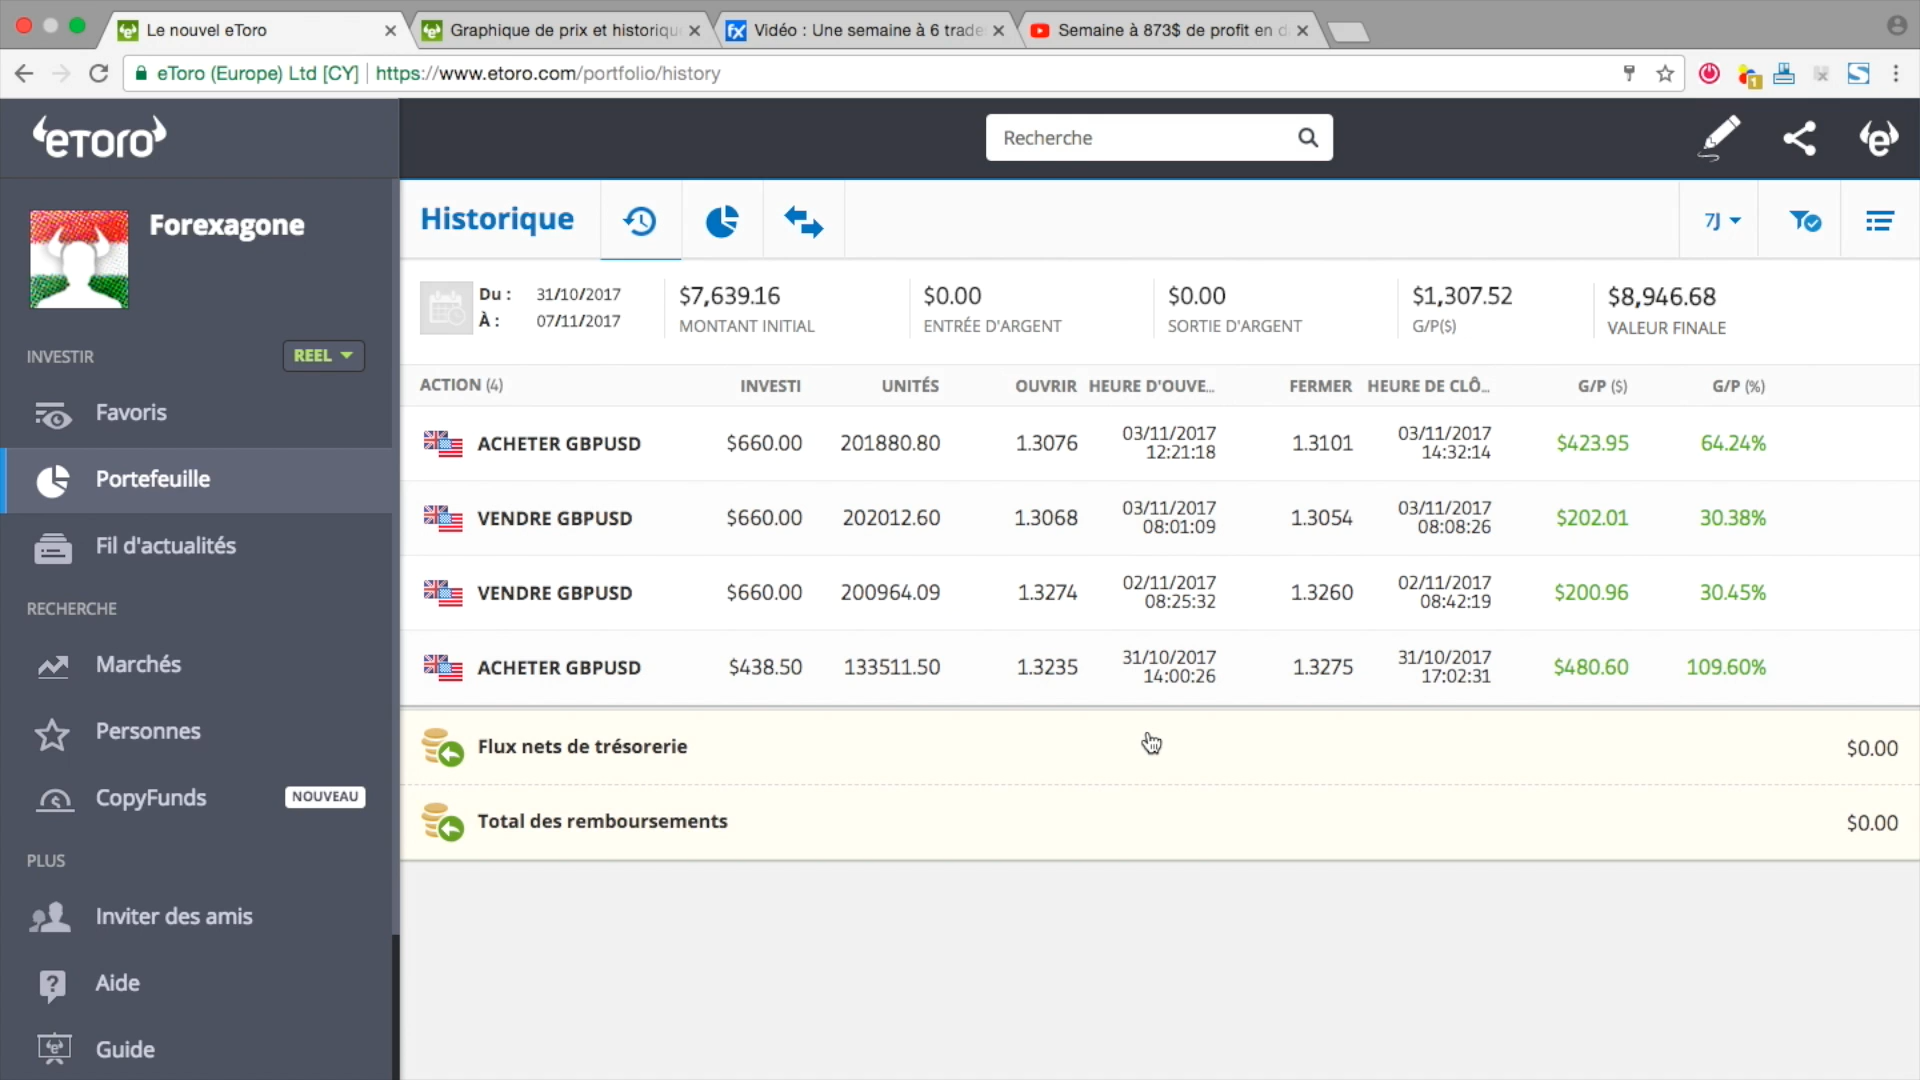 Le nouvel eToro
Graphique de prix et historiqu
Vidéo : Une semaine à 6 trade
Semaine à 873$ de profit en d
eToro (Europe) Ltd [CY] | https://www.etoro.com/portfolio/history
1
eToro
Recherche
Forexagone
INVESTIR
REEL
Favoris
Portefeuille
Fil d'actualités
RECHERCHE
Marchés
Personnes
CopyFunds
NOUVEAU
PLUS
Inviter des amis
Aide
Guide
Historique
7J
Du : 31/10/2017
À : 07/11/2017
$7,639.16
MONTANT INITIAL
$0.00
ENTRÉE D'ARGENT
$0.00
SORTIE D'ARGENT
$1,307.52
G/P($)
$8,946.68
VALEUR FINALE
ACTION (4) INVESTI UNITÉS OUVRIR HEURE D'OUVE... FERMER HEURE DE CLÔ... G/P ($) G/P (%)
ACHETER GBPUSD $660.00 201880.80 1.3076 03/11/2017 12:21:18 1.3101 03/11/2017 14:32:14 $423.95 64.24%
VENDRE GBPUSD $660.00 202012.60 1.3068 03/11/2017 08:01:09 1.3054 03/11/2017 08:08:26 $202.01 30.38%
VENDRE GBPUSD $660.00 200964.09 1.3274 02/11/2017 08:25:32 1.3260 02/11/2017 08:42:19 $200.96 30.45%
ACHETER GBPUSD $438.50 133511.50 1.3235 31/10/2017 14:00:26 1.3275 31/10/2017 17:02:31 $480.60 109.60%
Flux nets de trésorerie $0.00
Total des remboursements $0.00